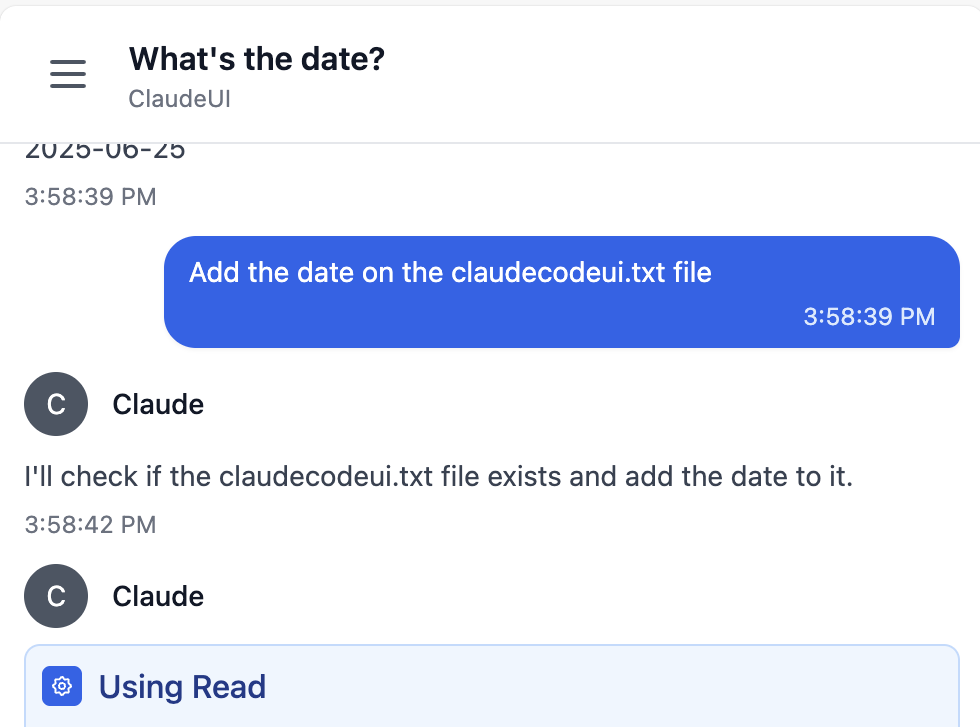 What's the date?
ClaudeUI
2025-06-25
3:58:39 PM
Add the date on the claudecodeui.txt file
3:58:39 PM
C
Claude
I'll check if the claudecodeui.txt file exists and add the date to it.
3:58:42 PM
C
Claude
Using Read